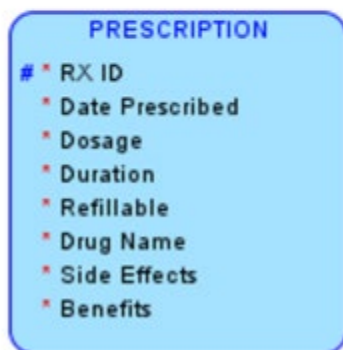 PRESCRIPTION
# * RX ID
* Date Prescribed
* Dosage
* Duration
* Refillable
* Drug Name
* Side Effects
* Benefits